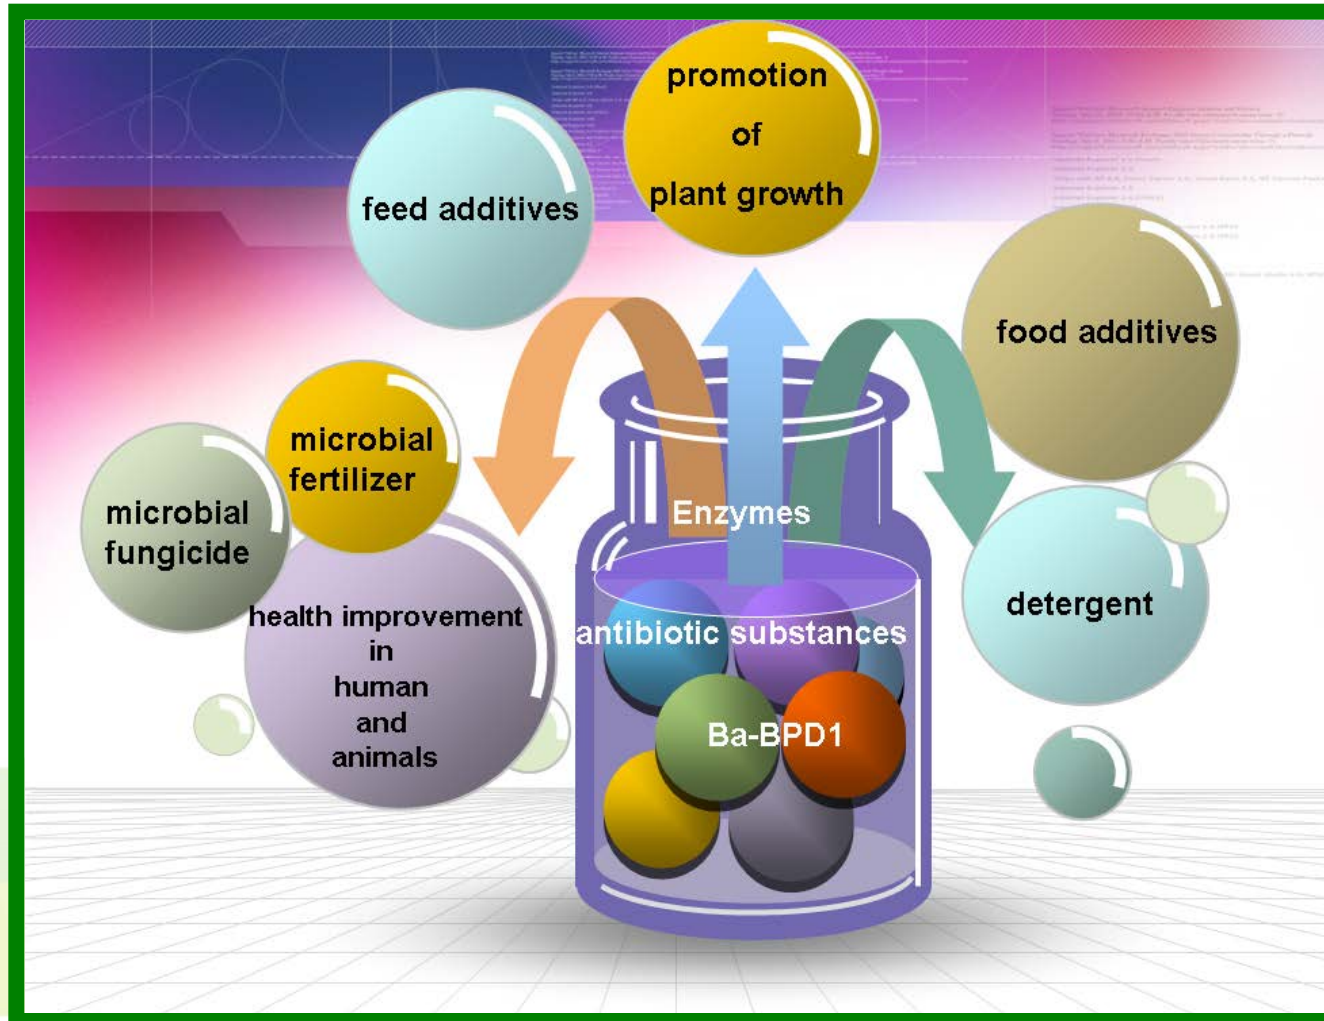 promotion
of
plant growth
feed additives
food additives
microbial
fertilizer
microbial
fungicide
Enzymes
detergent
health improvement
in
human
and
animals
antibiotic substances
Ba-BPD1